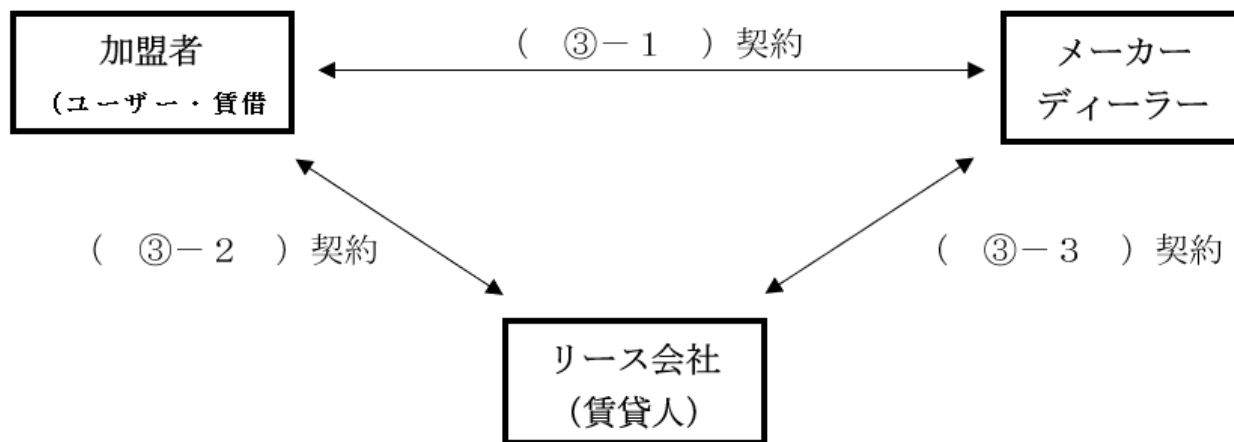 加盟者
(ユーザー・賃借
( ③－１ ) 契約
メーカー
ディーラー
( ③－２ ) 契約
( ③－３ ) 契約
リース会社
（賃貸人）